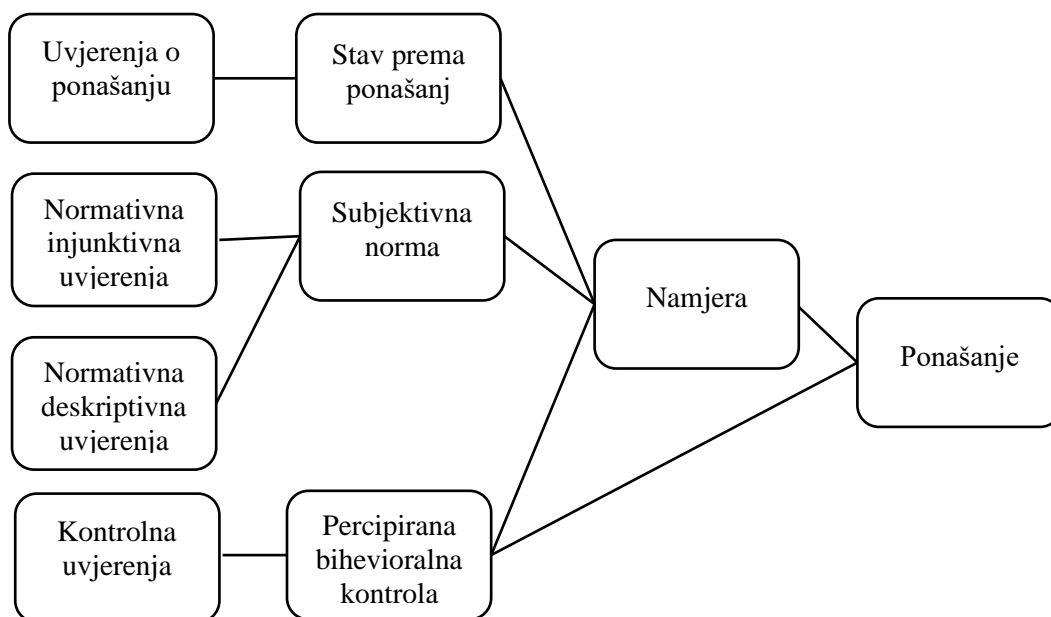 Uvjerenja o
ponašanju
Stav prema
ponašanj
Normativna
injunktivna
uvjerenja
Subjektivna
norma
Namjera
Ponašanje
Normativna
deskriptivna
uvjerenja
Kontrolna
uvjerenja
Percipirana
bihevioralna
kontrola